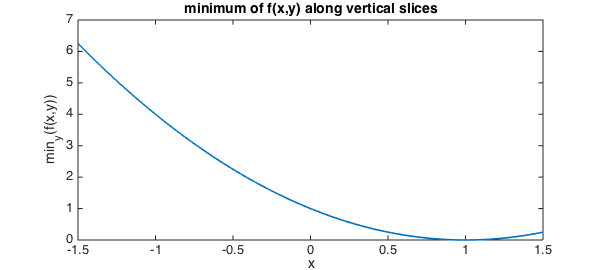 minimum of f(x,y) along vertical slices
7
6
5
4
3
2
1
0
min_y(f(x,y))
-1.5 -1 -0.5 0 0.5 1 1.5
x